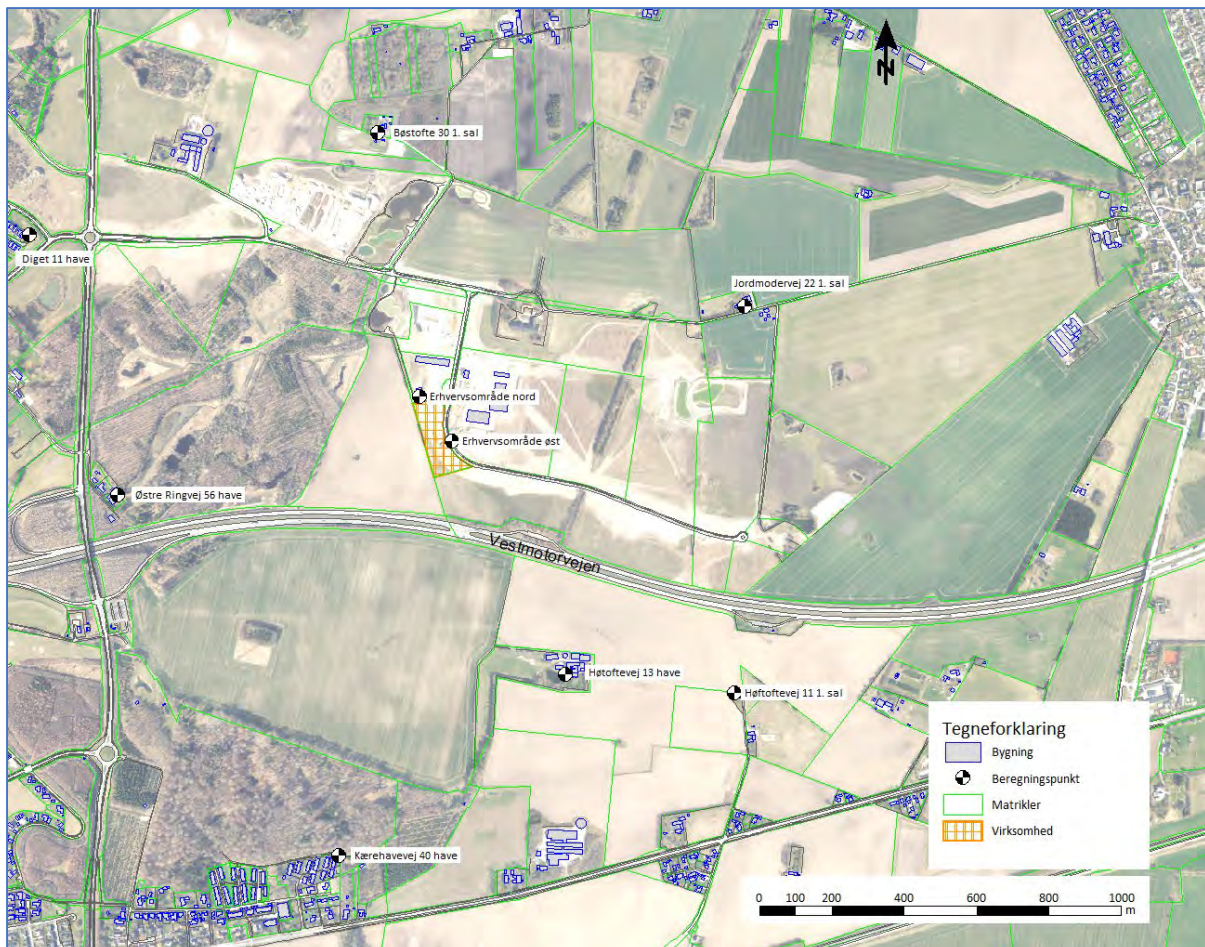 N
Bøstofte 30 1. sal
Diget 11 have
Jordmodervej 22 1. sal
Erhvervsområde nord
Erhvervsområde øst
Østre Ringvej 56 have
Vestmotorvejen
Høtoftevej 13 have
Høftoftevej 11 1. sal
Kærehavevej 40 have
Tegneforklaring
Bygning
Beregningspunkt
Matrikler
Virksomhed
0 100 200 400 600 800 1000
m